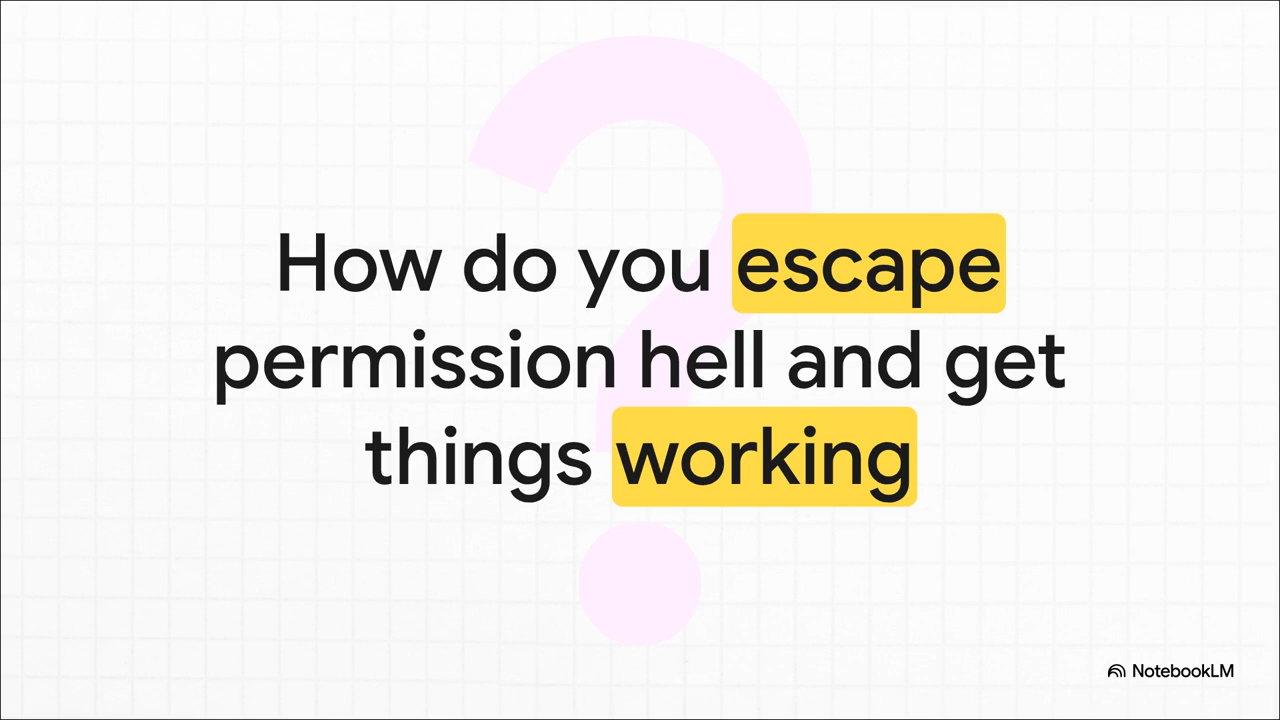 How do you escape
permission hell and get
things working
?
NotebookLM